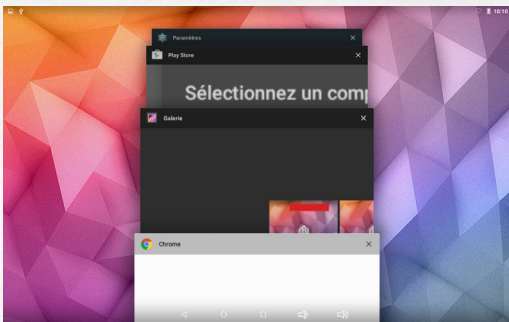 10:10
Paramètres
Play Store
Sélectionnez un comp
Galerie
Chrome